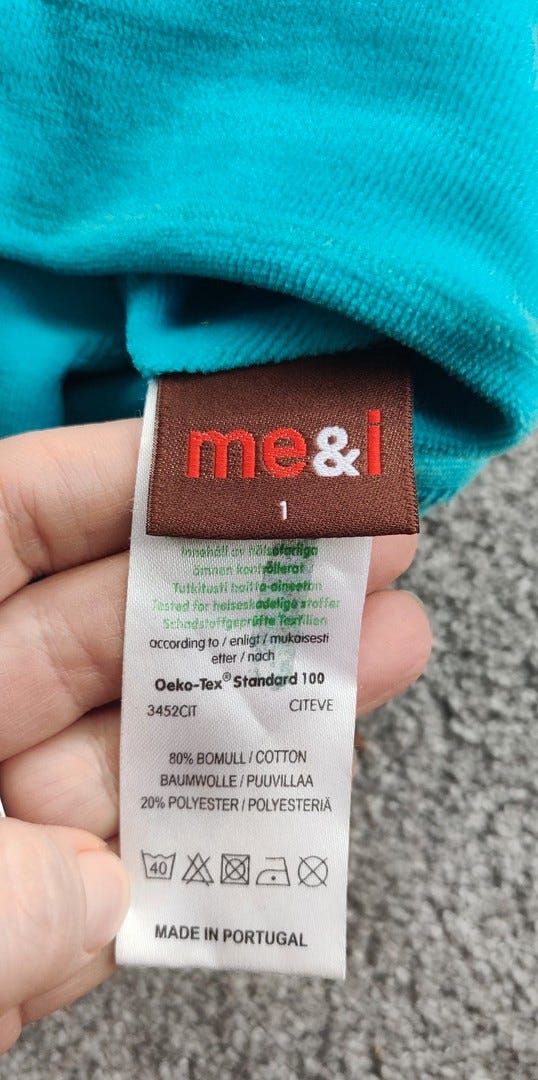 me&i
1
Innehåll av hälsofarliga
ämnen kontrollerat
Tutkitusti haitta-aineeton
Tested for helseskadelige stoffer
Schadstoffgeprüfte Textilien
according to / enligt / mukaisesti
etter / nach
Oeko-Tex® Standard 100
3452CIT CITEVE
80% BOMULL / COTTON
BAUMWOLLE / PUUVILLAA
20% POLYESTER / POLYESTERIÄ
40
MADE IN PORTUGAL